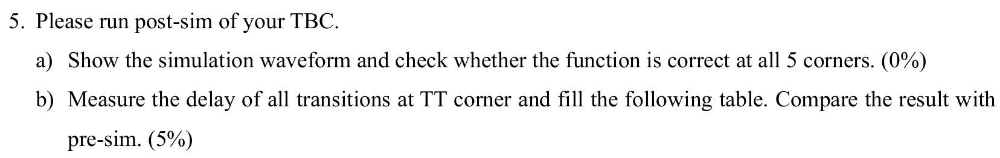 5. Please run post-sim of your TBC.
a) Show the simulation waveform and check whether the function is correct at all 5 corners. (0%)
b) Measure the delay of all transitions at TT corner and fill the following table. Compare the result with
pre-sim. (5%)